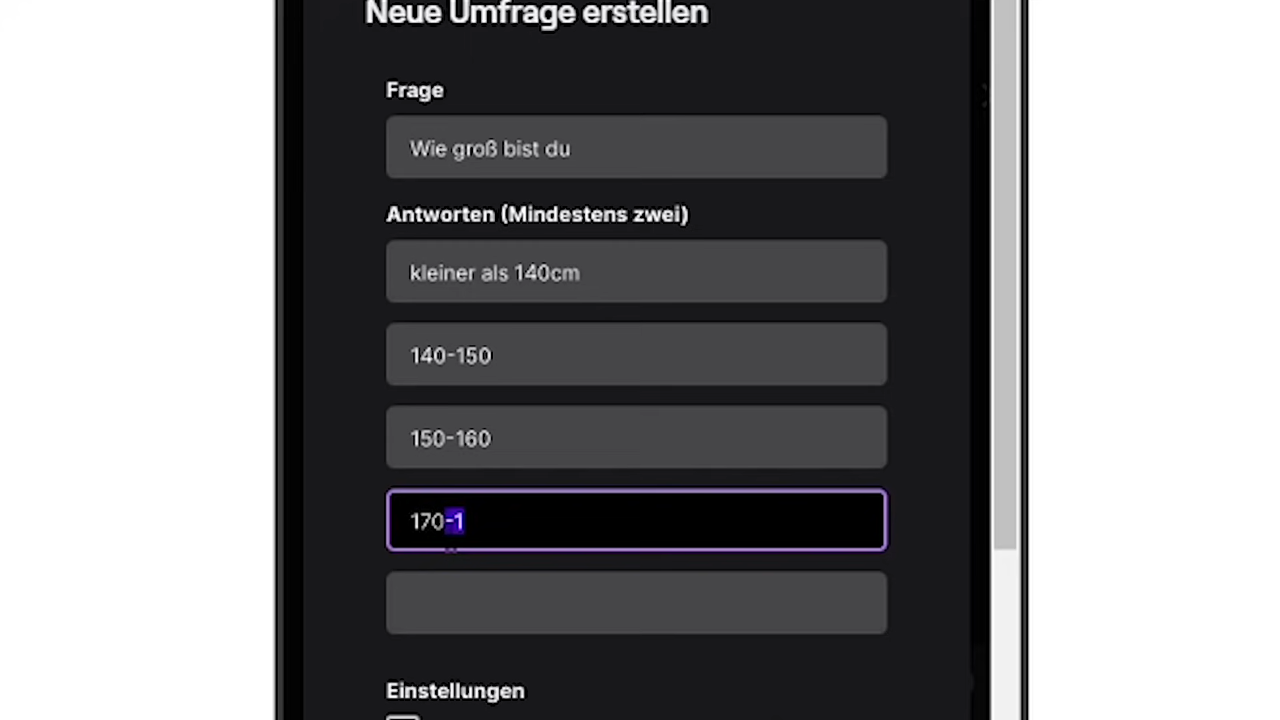 Neue Umfrage erstellen
Frage
Wie groß bist du
Antworten (Mindestens zwei)
kleiner als 140cm
140-150
150-160
170-1
Einstellungen